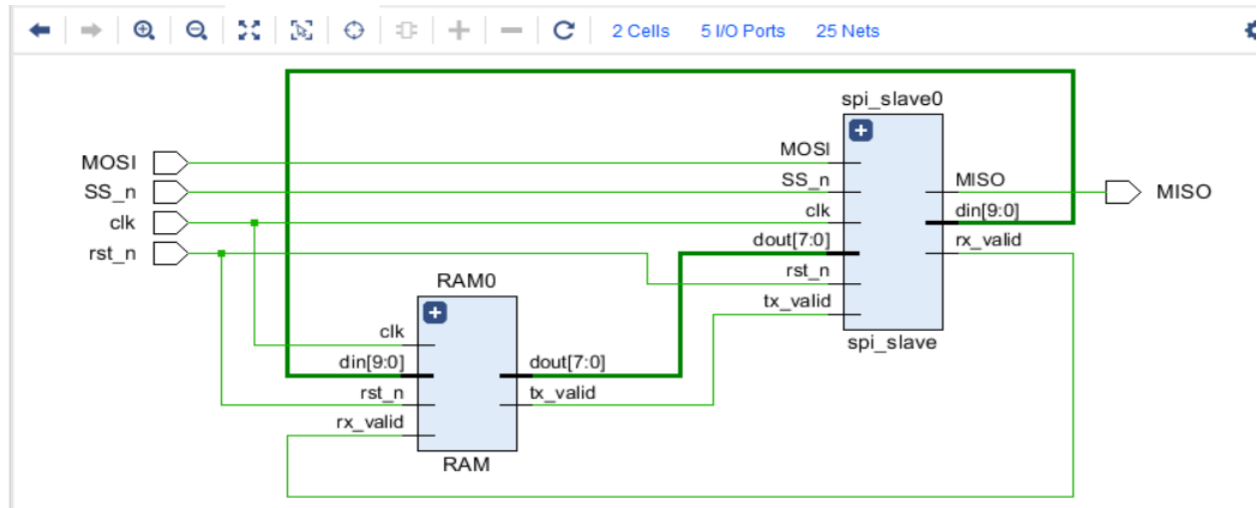 2 Cells 5 I/O Ports 25 Nets
spi_slave0
MOSI
SS_n
clk
rst_n
MOSI
SS_n
clk
dout[7:0]
rst_n
tx_valid
MISO
din[9:0]
rx_valid
MISO
spi_slave
RAM0
clk
din[9:0]
rst_n
rx_valid
dout[7:0]
tx_valid
RAM